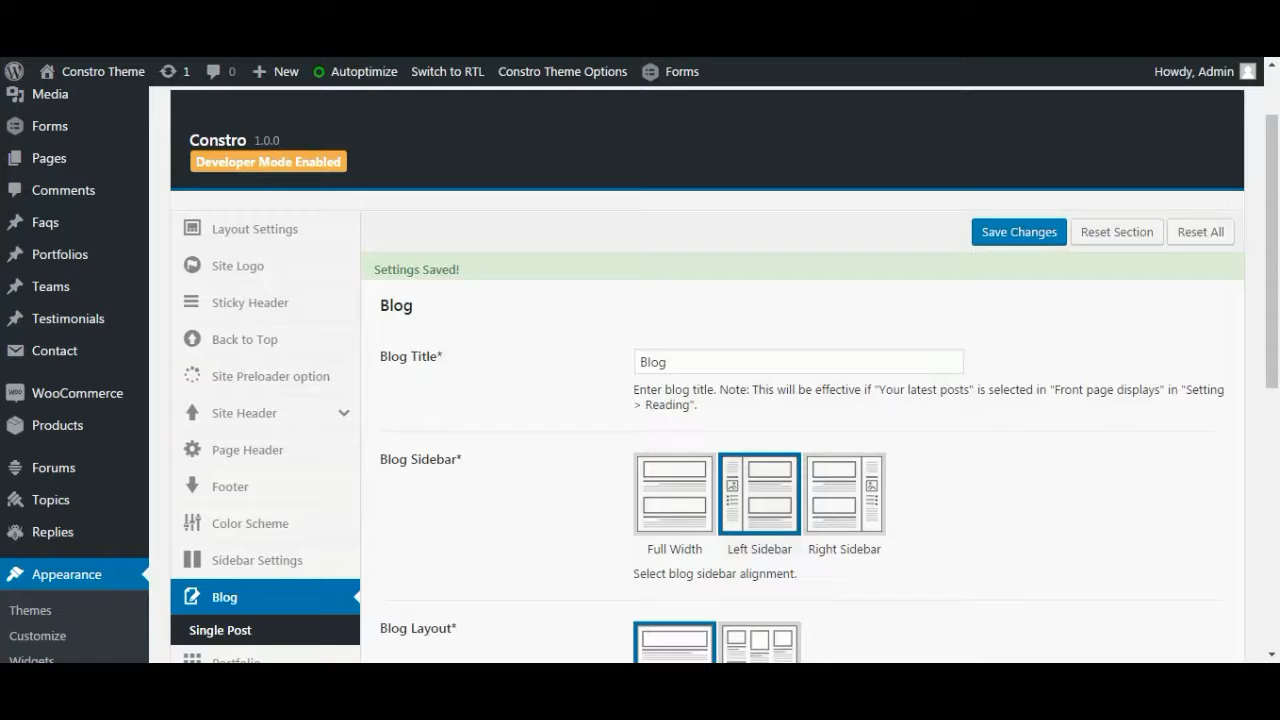 Constro Theme 1 0 New Autoptimize Switch to RTL Constro Theme Options Forms Howdy, Admin
Media
Forms
Pages
Comments
Faqs
Portfolios
Teams
Testimonials
Contact
WooCommerce
Products
Forums
Topics
Replies
Appearance
Themes
Customize
Widgets
Constro 1.0.0
Developer Mode Enabled
Layout Settings
Site Logo
Sticky Header
Back to Top
Site Preloader option
Site Header
Page Header
Footer
Color Scheme
Sidebar Settings
Blog
Single Post
Portfolio
Save Changes Reset Section Reset All
Settings Saved!
Blog
Blog Title*
Blog
Enter blog title. Note: This will be effective if "Your latest posts" is selected in "Front page displays" in "Setting
> Reading".
Blog Sidebar*
Full Width Left Sidebar Right Sidebar
Select blog sidebar alignment.
Blog Layout*